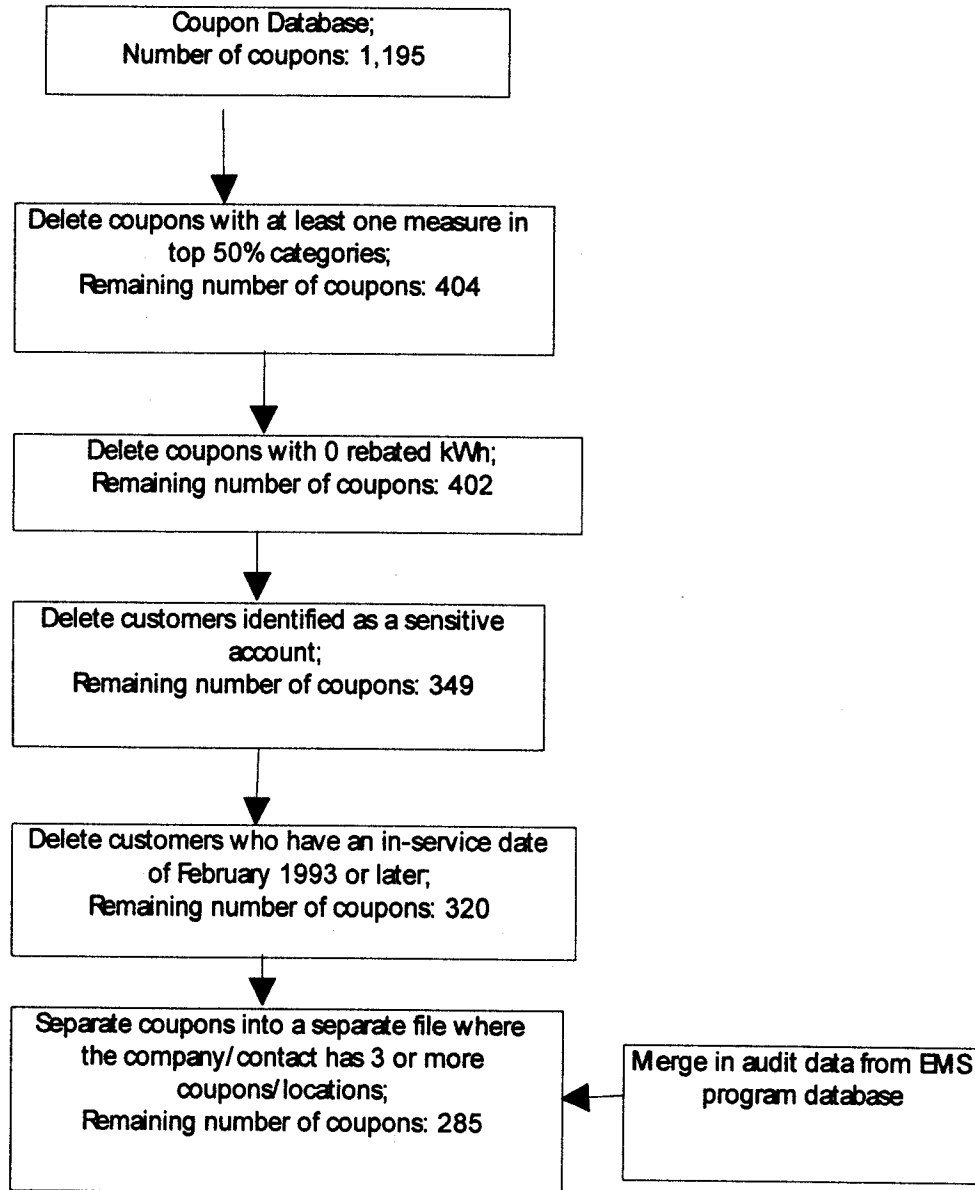 Coupon Database;
Number of coupons: 1,195
Delete coupons with at least one measure in
top 50% categories;
Remaining number of coupons: 404
Delete coupons with 0 rebated kWh;
Remaining number of coupons: 402
Delete customers identified as a sensitive
account;
Remaining number of coupons: 349
Delete customers who have an in-service date
of February 1993 or later;
Remaining number of coupons: 320
Separate coupons into a separate file where
the company/contact has 3 or more
coupons/locations;
Remaining number of coupons: 285
Merge in audit data from EMS
program database